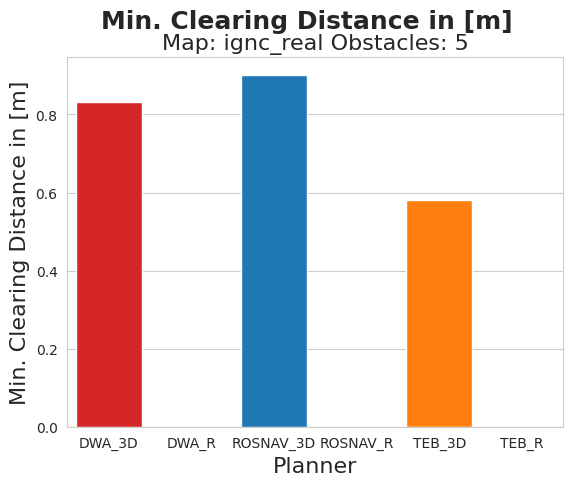 Min. Clearing Distance in [m]
Map: ignc_real Obstacles: 5
Min. Clearing Distance in [m]
0.8
0.6
0.4
0.2
0.0
DWA_3D DWA_R ROSNAV_3D ROSNAV_R TEB_3D TEB_R
Planner